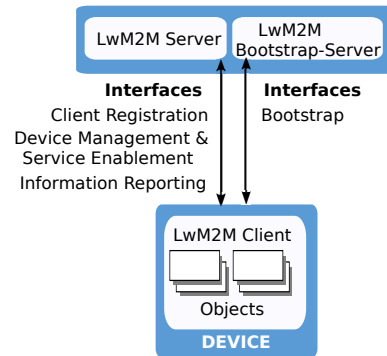 LwM2M Server
LwM2M
Bootstrap-Server
Interfaces
Client Registration
Device Management &
Service Enablement
Information Reporting
Interfaces
Bootstrap
LwM2M Client
Objects
DEVICE